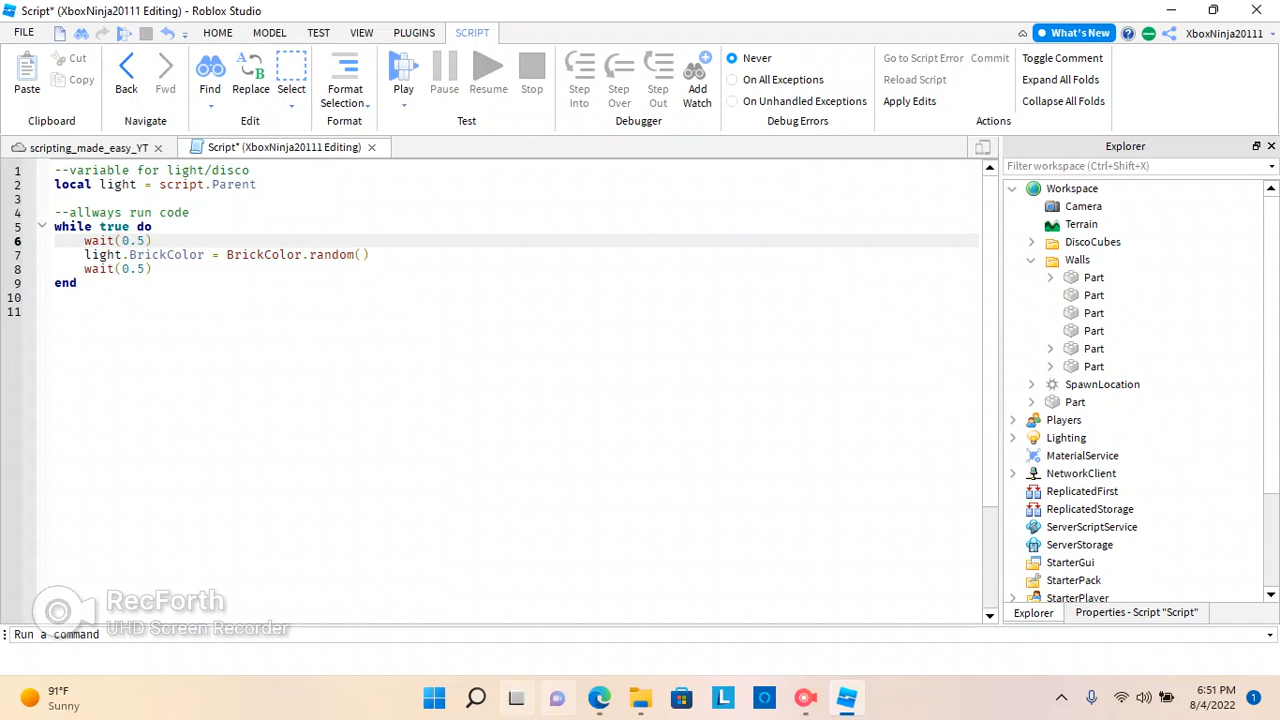 Script* (XboxNinja20111 Editing) - Roblox Studio
FILE HOME MODEL TEST VIEW PLUGINS SCRIPT What's New XboxNinja20111
Paste Cut Copy Clipboard
Back Fwd Navigate
Find Replace Select Edit
Format Selection Format
Play Pause Resume Stop Test
Step Into Step Over Step Out Add Watch Debugger
Never
On All Exceptions
On Unhandled Exceptions
Debug Errors
Go to Script Error Commit
Reload Script
Apply Edits
Toggle Comment
Expand All Folds
Collapse All Folds
Actions
scripting_made_easy_YT Script* (XboxNinja20111 Editing)
1 --variable for light/disco
2 local light = script.Parent
3
4 --allways run code
5 while true do
6 wait(0.5)
7 light.BrickColor = BrickColor.random()
8 wait(0.5)
9 end
10
11
Explorer
Filter workspace (Ctrl+Shift+X)
Workspace
Camera
Terrain
DiscoCubes
Walls
Part
Part
Part
Part
Part
Part
SpawnLocation
Part
Players
Lighting
MaterialService
NetworkClient
ReplicatedFirst
ReplicatedStorage
ServerScriptService
ServerStorage
StarterGui
StarterPack
StarterPlayer
Explorer Properties - Script "Script"
RecForth
UHD Screen Recorder
Run a command
91°F
Sunny
6:51 PM
8/4/2022
1